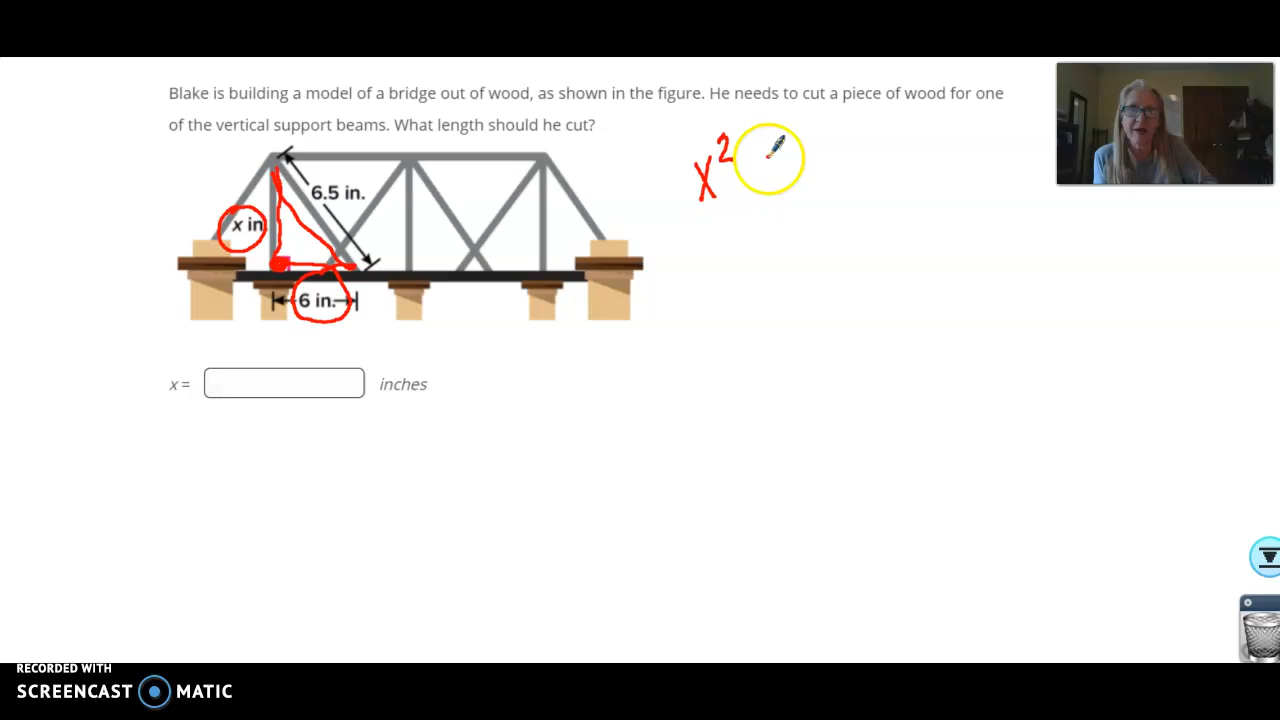 Blake is building a model of a bridge out of wood, as shown in the figure. He needs to cut a piece of wood for one
of the vertical support beams. What length should he cut?
x²
6.5 in.
x in.
6 in.
x =
inches
RECORDED WITH
SCREENCAST MATIC